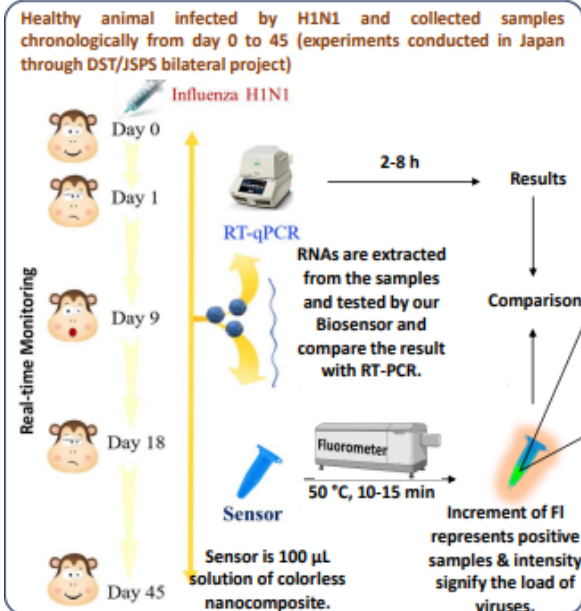 Healthy animal infected by H1N1 and collected samples
chronologically from day 0 to 45 (experiments conducted in Japan
through DST/JSPS bilateral project)
Influenza H1N1
Day 0
Day 1
Day 9
Day 18
Day 45
Real-time Monitoring
RT-qPCR
2-8 h
Results
RNAs are extracted
from the samples
and tested by our
Biosensor and
compare the result
with RT-PCR.
Comparison
Sensor
Fluorometer
50 °C, 10-15 min
Sensor is 100 µL
solution of colorless
nanocomposite.
Increment of FI
represents positive
samples & intensity
signify the load of
viruses.